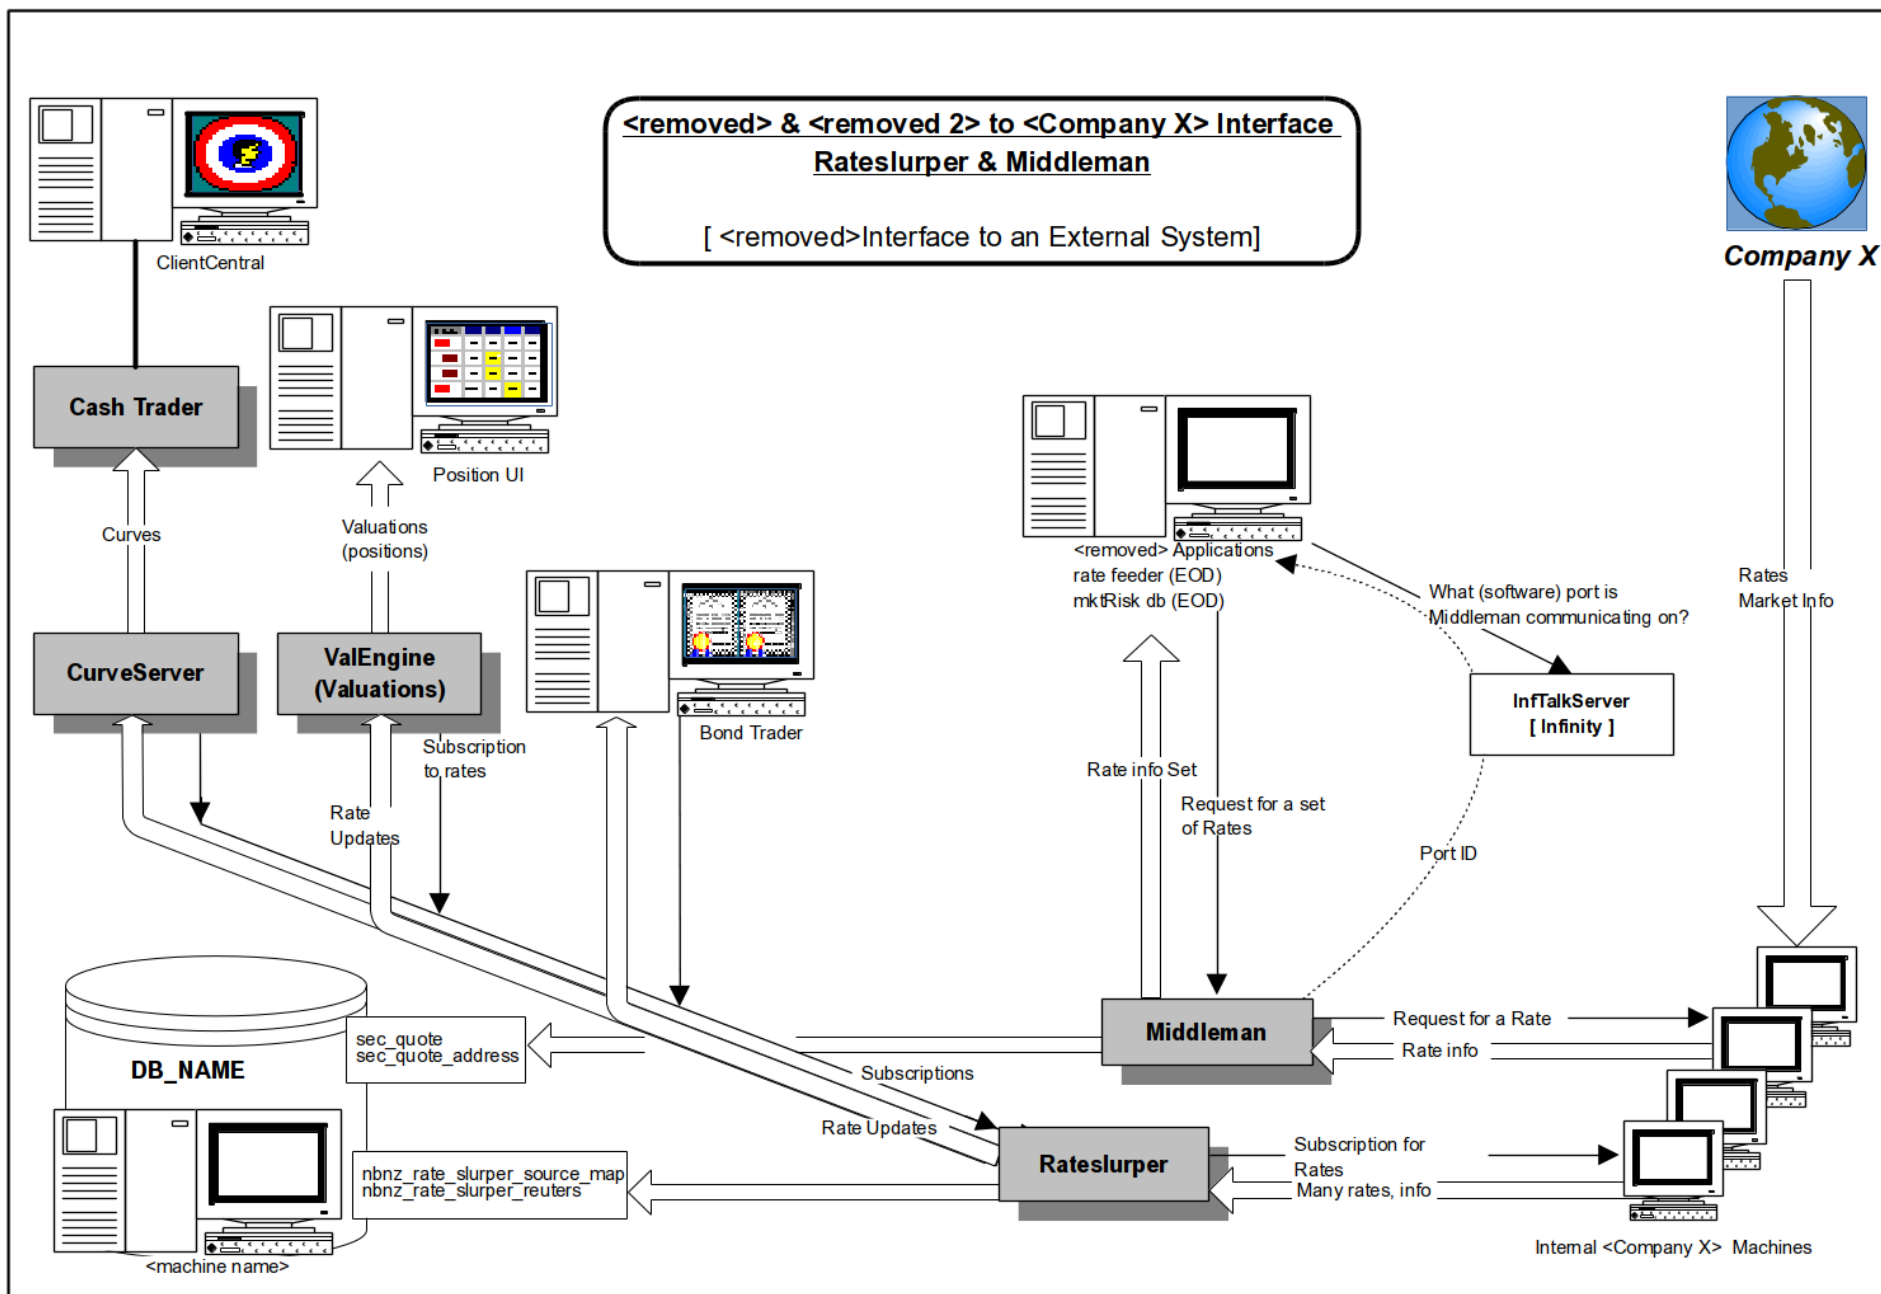 <removed> & <removed 2> to <Company X> Interface
Rateslurper & Middleman
[ <removed>Interface to an External System]
Company X
ClientCentral
Cash Trader
Position UI
Curves
Valuations
(positions)
<removed> Applications
rate feeder (EOD)
mktRisk db (EOD)
What (software) port is
Middleman communicating on?
Rates
Market Info
CurveServer
ValEngine
(Valuations)
Bond Trader
InfTalkServer
[ Infinity ]
Subscription
to rates
Rate
Updates
Rate info Set
Request for a set
of Rates
Port ID
Middleman
Request for a Rate
Rate info
sec_quote
sec_quote_address
DB_NAME
Subscriptions
Rate Updates
Rateslurper
Subscription for
Rates
Many rates, info
nbnz_rate_slurper_source_map
nbnz_rate_slurper_reuters
<machine name>
Internal <Company X> Machines